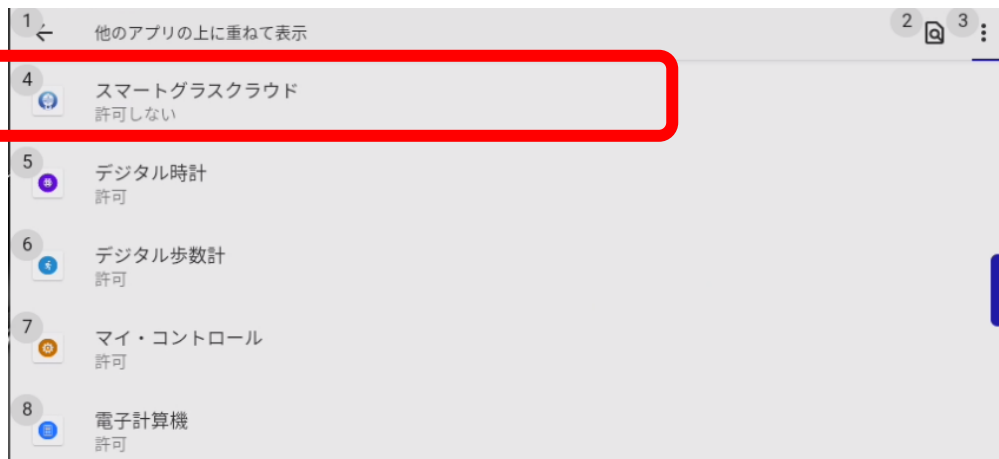 1 他のアプリの上に重ねて表示 2 3
4 スマートグラスクラウド
許可しない
5 デジタル時計
許可
6 デジタル歩数計
許可
7 マイ・コントロール
許可
8 電子計算機
許可